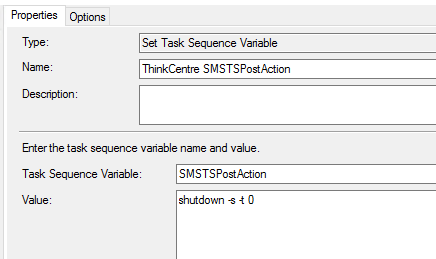 Properties Options
Type: Set Task Sequence Variable
Name: ThinkCentre SMSTSPostAction
Description:
Enter the task sequence variable name and value.
Task Sequence Variable: SMSTSPostAction
Value: shutdown -s -t 0